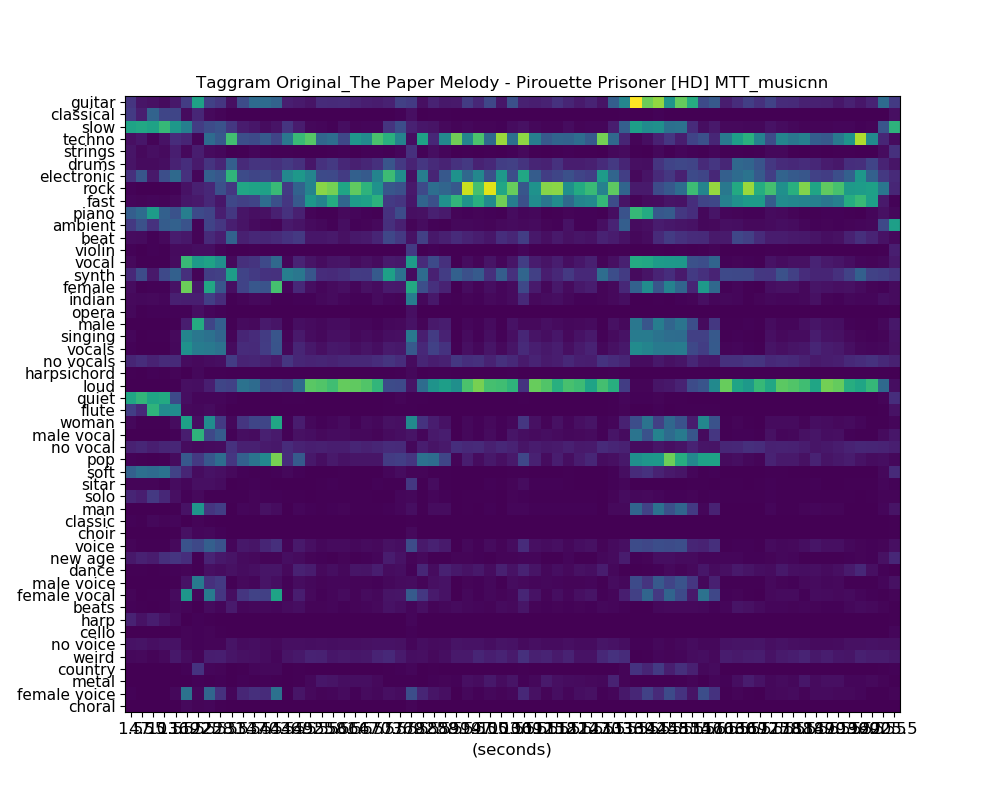 Taggram Original_The Paper Melody - Pirouette Prisoner [HD] MTT_musicnn
guitar
classical
slow
techno
strings
drums
electronic
rock
fast
piano
ambient
beat
violin
vocal
synth
female
indian
opera
male
singing
vocals
no vocals
harpsichord
loud
quiet
flute
woman
male vocal
no vocal
pop
soft
sitar
solo
man
classic
choir
voice
new age
dance
male voice
female vocal
beats
harp
cello
no voice
weird
country
metal
female voice
choral
(seconds)